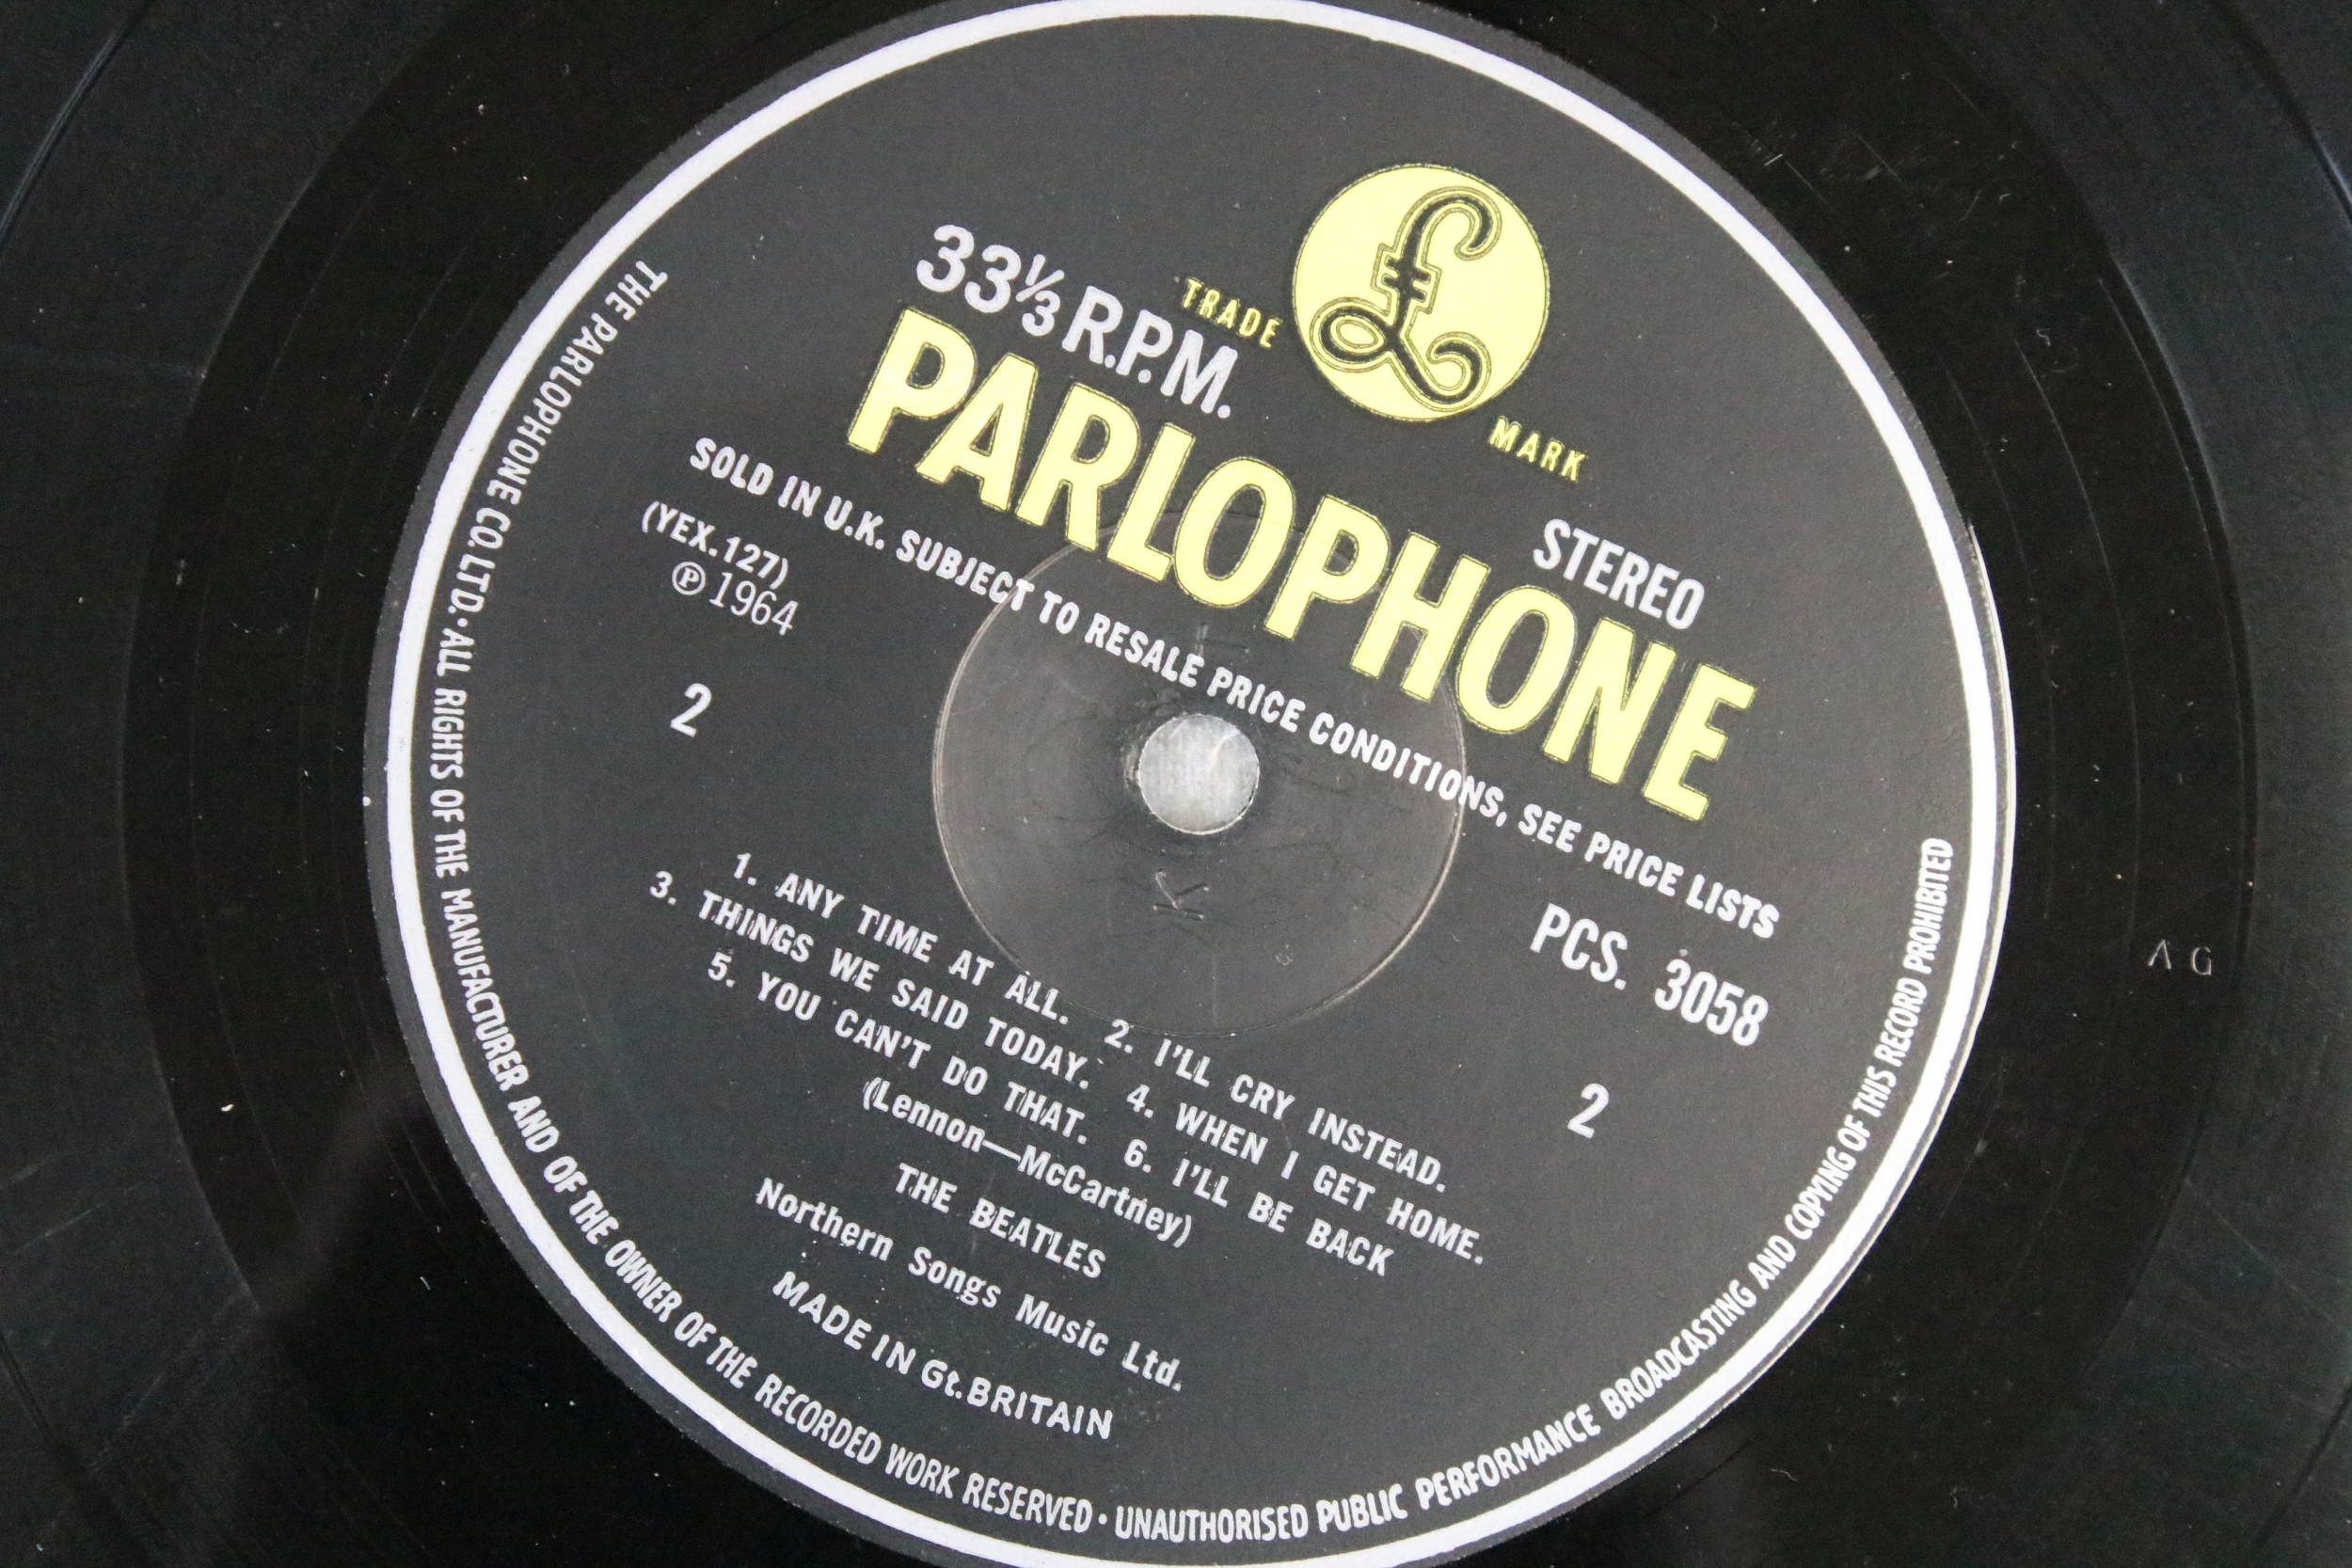 £
TRADE MARK
33⅓ R.P.M.
STEREO
PARLOPHONE
SOLD IN U.K. SUBJECT TO RESALE PRICE CONDITIONS, SEE PRICE LISTS
(YEX.127)
℗ 1964
PCS. 3058
2
2
1. ANY TIME AT ALL. 2. I'LL CRY INSTEAD.
3. THINGS WE SAID TODAY. 4. WHEN I GET HOME.
5. YOU CAN'T DO THAT. 6. I'LL BE BACK
(Lennon—McCartney)
THE BEATLES
Northern Songs Music Ltd.
MADE IN Gt. BRITAIN
THE PARLOPHONE CO. LTD. • ALL RIGHTS OF THE MANUFACTURER AND OF THE OWNER OF THE RECORDED WORK RESERVED • UNAUTHORISED PUBLIC PERFORMANCE BROADCASTING AND COPYING OF THIS RECORD PROHIBITED
K